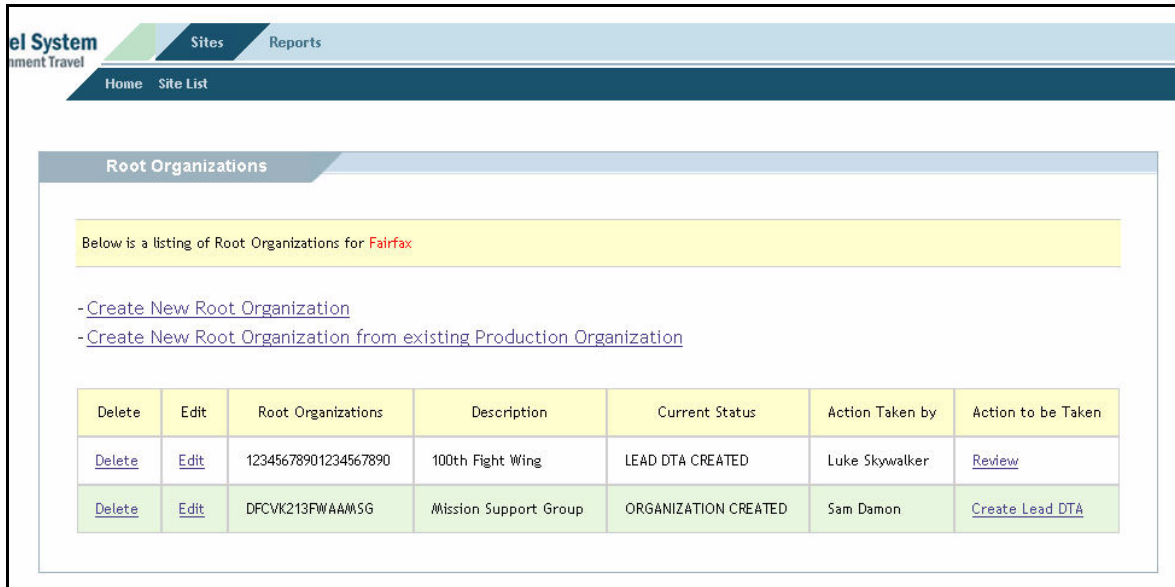 el System
nment Travel
Sites Reports
Home Site List
Root Organizations
Below is a listing of Root Organizations for Fairfax
- Create New Root Organization
- Create New Root Organization from existing Production Organization
Delete Edit Root Organizations Description Current Status Action Taken by Action to be Taken
Delete Edit 12345678901234567890 100th Fight Wing LEAD DTA CREATED Luke Skywalker Review
Delete Edit DFCVK213FWAAMSG Mission Support Group ORGANIZATION CREATED Sam Damon Create Lead DTA